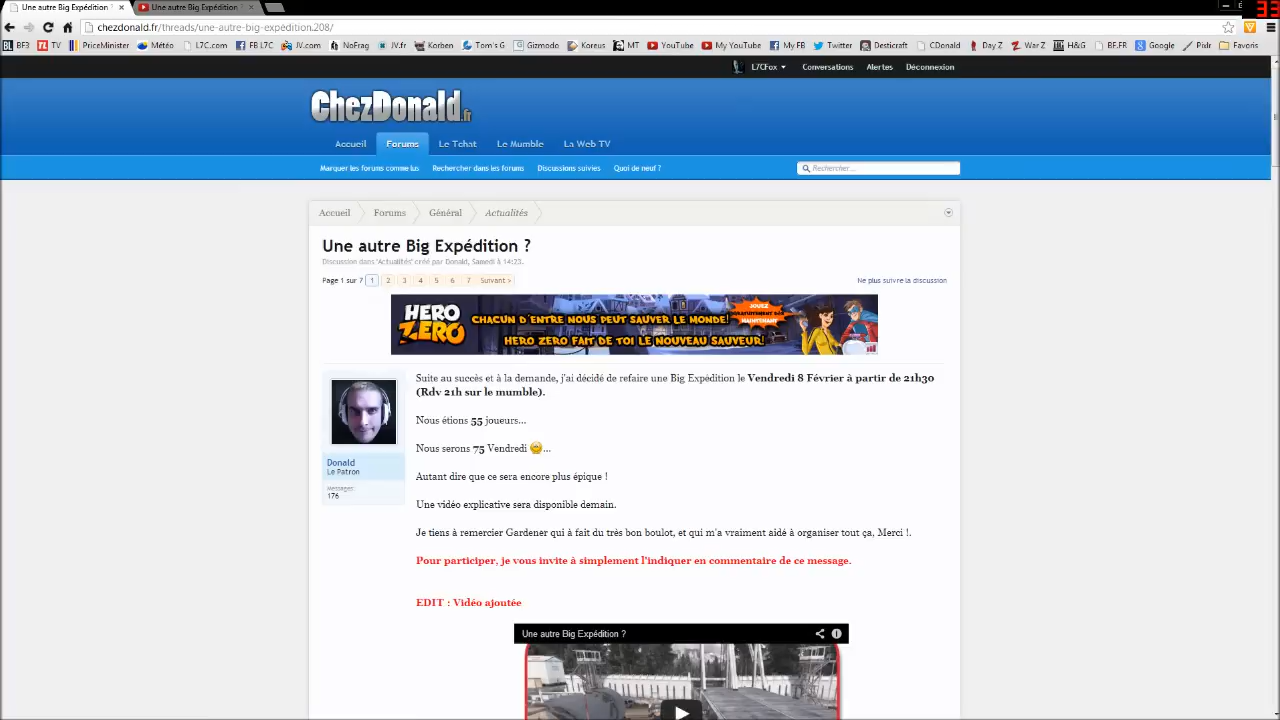 Une autre Big Expédition
Une autre Big Expédition
33
chezdonald.fr/threads/une-autre-big-expédition.208/
BF3 TV PriceMinister Météo L7C.com FB L7C JV.com NoFrag JV.fr Korben Tom's G Gizmodo Koreus MT YouTube My YouTube My FB Twitter Desticraft CDonald Day Z War Z H&G BF.FR Google Pixlr Favoris
L7CFox Conversations Alertes Déconnexion
ChezDonald.fr
Accueil Forums Le Tchat Le Mumble La Web TV
Marquer les forums comme lus Rechercher dans les forums Discussions suivies Quoi de neuf ? Rechercher...
Accueil Forums Général Actualités
Une autre Big Expédition ?
Discussion dans 'Actualités' créé par Donald, Samedi à 14:23.
Page 1 sur 7 1 2 3 4 5 6 7 Suivant > Ne plus suivre la discussion
HERO ZERO
CHACUN D'ENTRE NOUS PEUT SAUVER LE MONDE!
HERO ZERO FAIT DE TOI LE NOUVEAU SAUVEUR!
JOUEZ GRATUITEMENT DÈS MAINTENANT
Suite au succès et à la demande, j'ai décidé de refaire une Big Expédition le Vendredi 8 Février à partir de 21h30
(Rdv 21h sur le mumble).
Nous étions 55 joueurs...
Nous serons 75 Vendredi ...
Donald
Le Patron
Messages:
176
Autant dire que ce sera encore plus épique !
Une vidéo explicative sera disponible demain.
Je tiens à remercier Gardener qui à fait du très bon boulot, et qui m'a vraiment aidé à organiser tout ça, Merci !.
Pour participer, je vous invite à simplement l'indiquer en commentaire de ce message.
EDIT : Vidéo ajoutée
Une autre Big Expédition ?